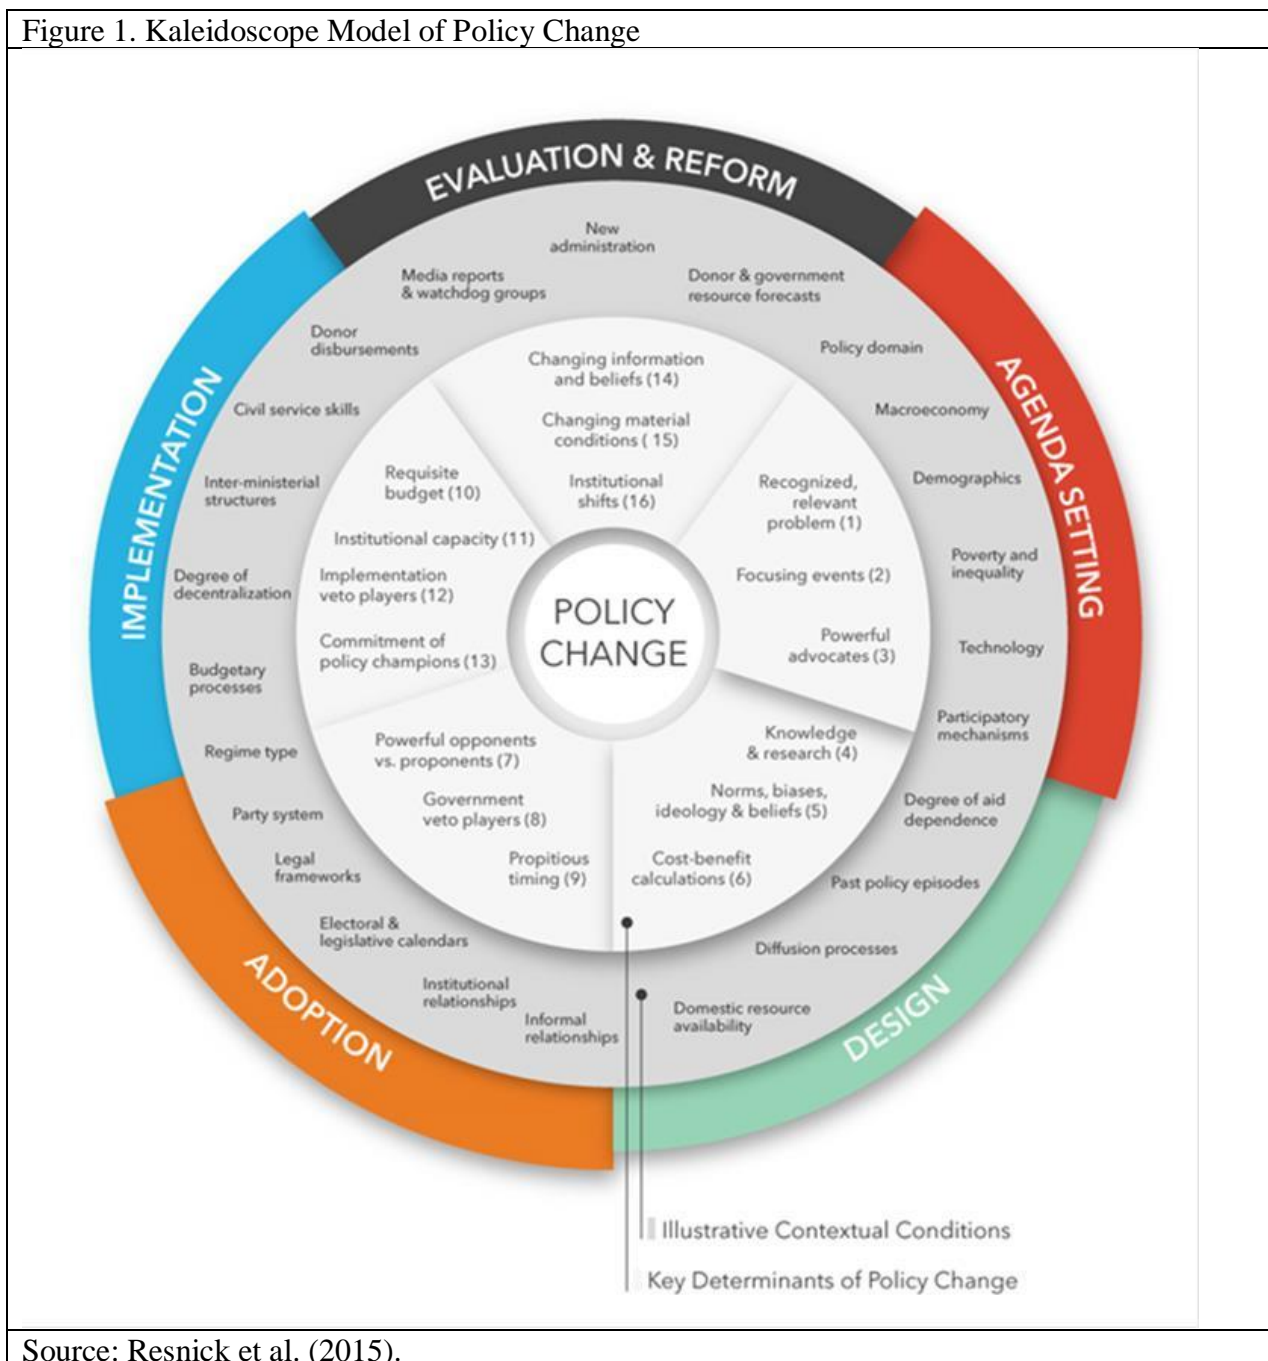 Figure 1. Kaleidoscope Model of Policy Change
EVALUATION & REFORM
New
administration
Media reports
& watchdog groups
Donor & government
resource forecasts
Donor
disbursements
Policy domain
Civil service skills
Macroeconomy
Inter-ministerial
structures
Demographics
Degree of
decentralization
Poverty and
inequality
Budgetary
processes
Technology
Regime type
Participatory
mechanisms
Party system
Degree of aid
dependence
Legal
frameworks
Past policy episodes
Electoral &
legislative calendars
Diffusion processes
Institutional
relationships
Informal
relationships
Domestic resource
availability
IMPLEMENTATION
AGENDA SETTING
ADOPTION
DESIGN
Changing information
and beliefs (14)
Changing material
conditions ( 15)
Institutional
shifts (16)
Requisite
budget (10)
Institutional capacity (11)
Implementation
veto players (12)
Commitment of
policy champions (13)
Recognized,
relevant
problem (1)
Focusing events (2)
Powerful
advocates (3)
POLICY
CHANGE
Powerful opponents
vs. proponents (7)
Government
veto players (8)
Propitious
timing (9)
Knowledge
& research (4)
Norms, biases,
ideology & beliefs (5)
Cost-benefit
calculations (6)
Illustrative Contextual Conditions
Key Determinants of Policy Change
Source: Resnick et al. (2015).